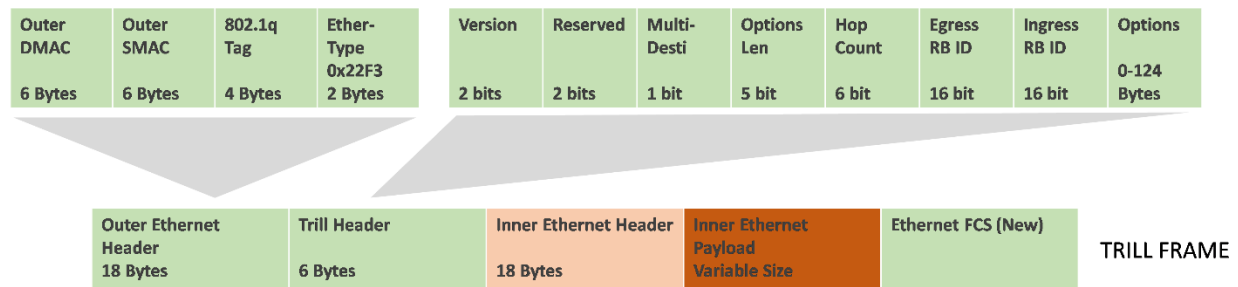 Outer
DMAC
6 Bytes
Outer
SMAC
6 Bytes
802.1q
Tag
4 Bytes
Ether-
Type
0x22F3
2 Bytes
Version
2 bits
Reserved
2 bits
Multi-
Desti
1 bit
Options
Len
5 bit
Hop
Count
6 bit
Egress
RB ID
16 bit
Ingress
RB ID
16 bit
Options
0-124
Bytes
Outer Ethernet
Header
18 Bytes
Trill Header
6 Bytes
Inner Ethernet Header
18 Bytes
Inner Ethernet
Payload
Variable Size
Ethernet FCS (New)
TRILL FRAME